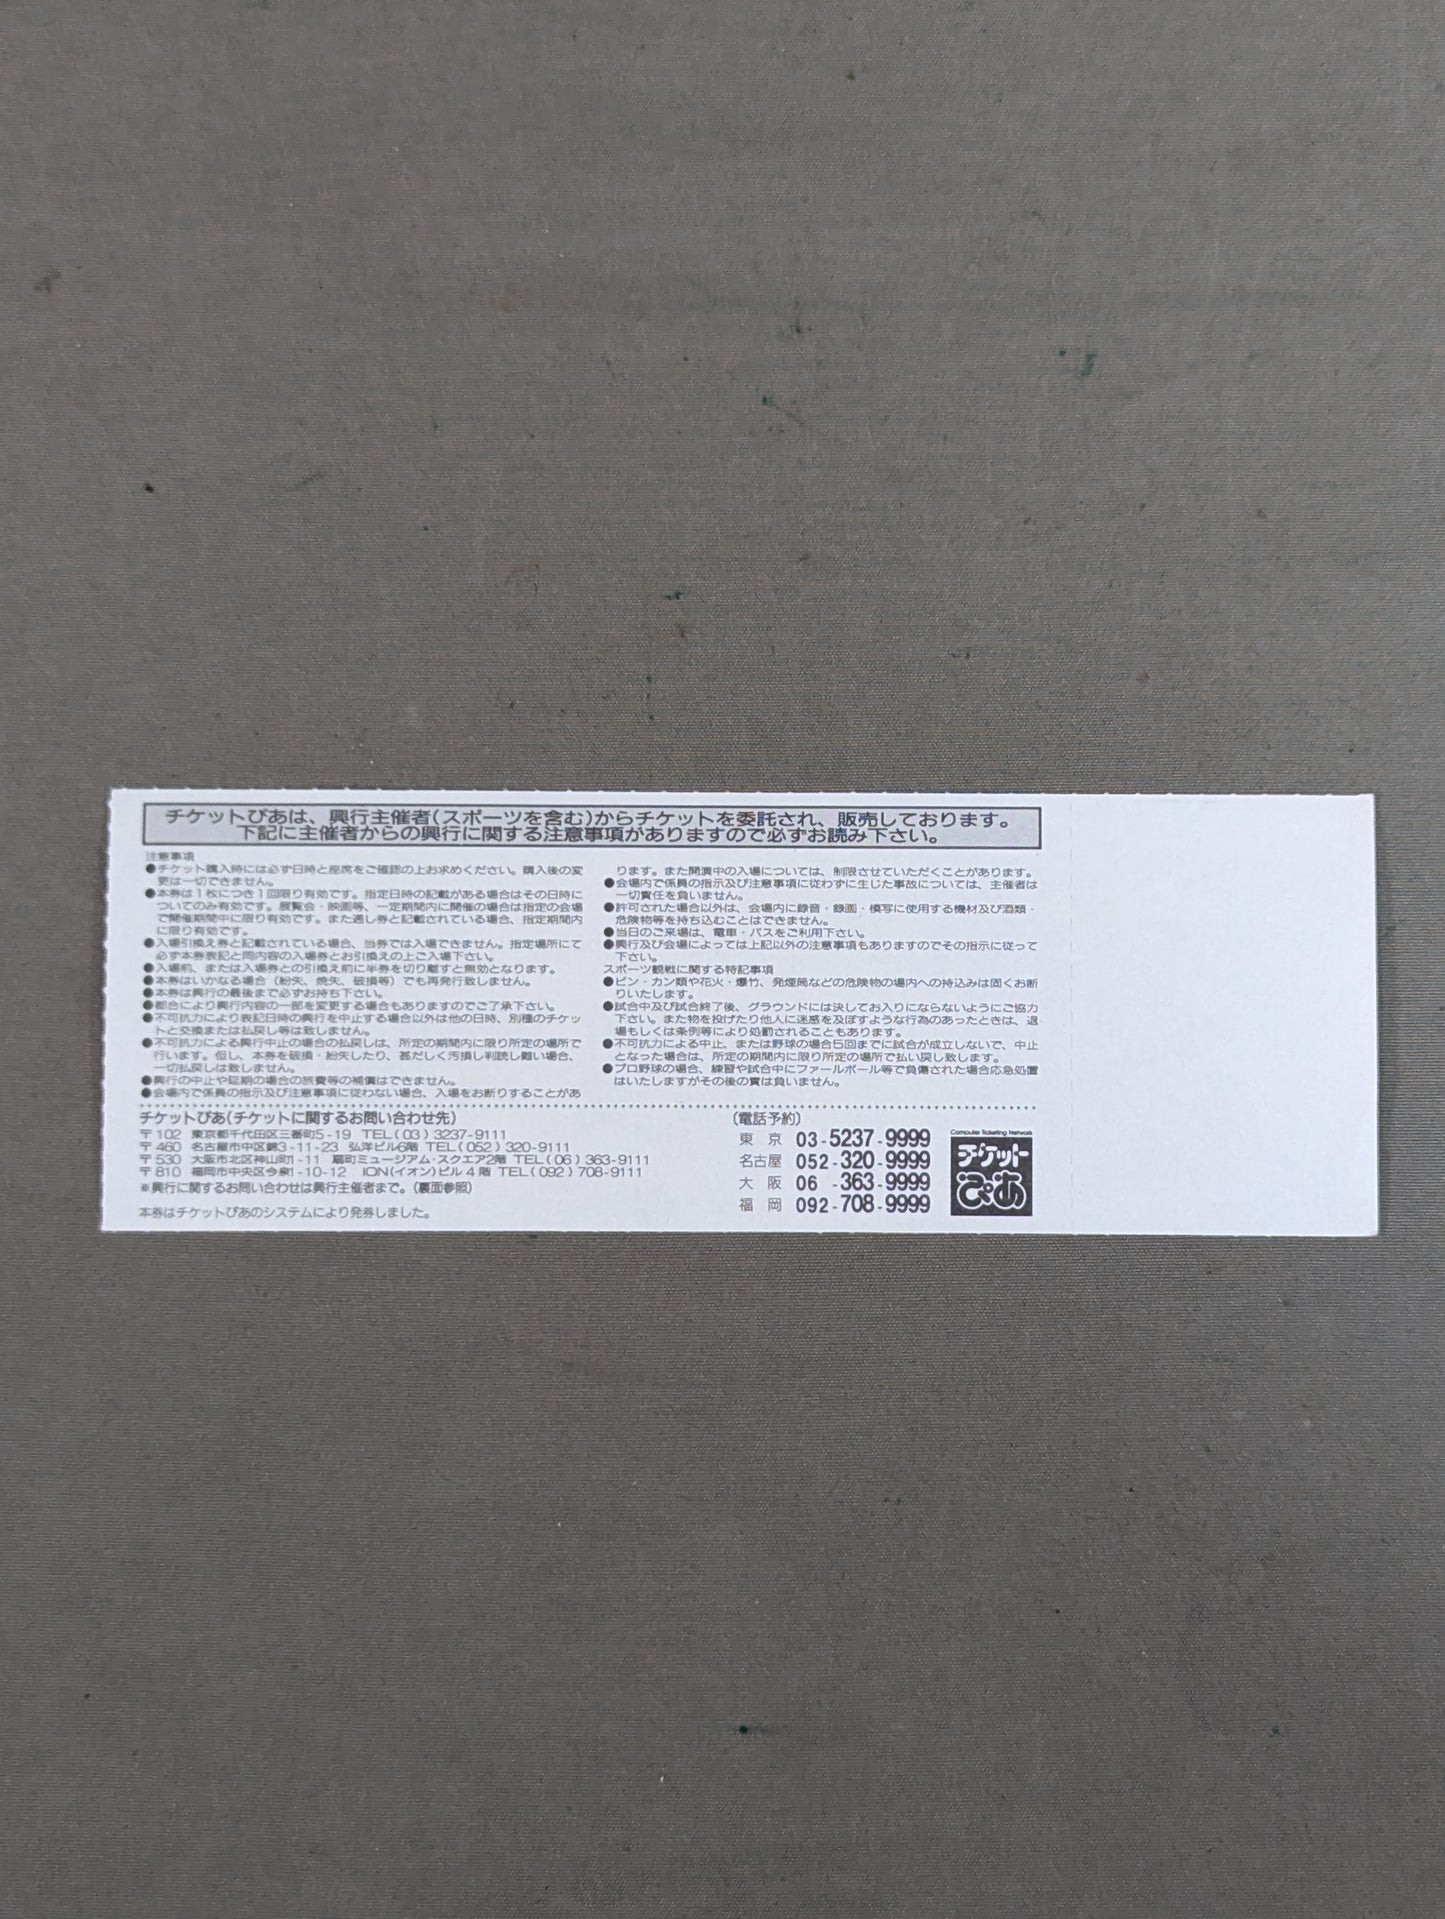 チケットぴあは、興行主催者(スポーツを含む)からチケットを委託され、販売しております。
下記に主催者からの興行に関する注意事項がありますので必ずお読み下さい。
注意事項
●チケット購入時には必ず日時と座席をご確認の上お求めください。購入後の変
更は一切できません。
●本券は1枚につき1回限り有効です。指定日時の記載がある場合はその日時に
ついてのみ有効です。展覧会・映画等、一定期間内に開催の場合は指定の会場
で開催期間中に限り有効です。また通し券と記載されている場合、指定期間内
に限り有効です。
●入場引換え券と記載されている場合、当券では入場できません。指定場所にて
必ず本券表記と同内容の入場券とお引換えの上ご入場下さい。
●入場前、または入場券との引換え前に半券を切り離すと無効となります。
●本券はいかなる場合(紛失、焼失、破損等)でも再発行致しません。
●本券は興行の最後まで必ずお持ち下さい。
●都合により興行内容の一部を変更する場合もありますのでご了承下さい。
●不可抗力により表記日時の興行を中止する場合以外は他の日時、別種のチケッ
トと交換または払戻し等は致しません。
●不可抗力による興行中止の場合の払戻しは、所定の期間内に限り所定の場所で
行います。但し、本券を破損・紛失したり、甚だしく汚損し判読し難い場合、
一切払戻しは致しません。
●興行の中止や延期の場合の旅費等の補償はできません。
●会場内で係員の指示及び注意事項に従わない場合、入場をお断りすることがあ
ります。また開演中の入場については、制限させていただくことがあります。
●会場内で係員の指示及び注意事項に従わずに生じた事故については、主催者は
一切責任を負いません。
●許可された場合以外は、会場内に録音・録画・模写に使用する機材及び酒類・
危険物等を持ち込むことはできません。
●当日のご来場は、電車・バスをご利用下さい。
●興行及び会場によっては上記以外の注意事項もありますのでその指示に従って
下さい。
スポーツ観戦に関する特記事項
●ビン・カン類や花火・爆竹、発煙筒などの危険物の場内への持込みは固くお断
りいたします。
●試合中及び試合終了後、グラウンドには決してお入りにならないようにご協力
下さい。また物を投げたり他人に迷惑を及ぼすような行為のあったときは、退
場もしくは条例等により処罰されることもあります。
●不可抗力による中止、または野球の場合5回までに試合が成立しないで、中止
となった場合は、所定の期間内に限り所定の場所で払い戻し致します。
●プロ野球の場合、練習や試合中にファールボール等で負傷された場合応急処置
はいたしますがその後の責は負いません。
チケットぴあ(チケットに関するお問い合わせ先)
〒102 東京都千代田区三番町5-19 TEL(03)3237-9111
〒460 名古屋市中区錦3-11-23 弘洋ビル6階 TEL(052)320-9111
〒530 大阪市北区神山町1-11 扇町ミュージアム・スクエア2階 TEL(06)363-9111
〒810 福岡市中央区今泉1-10-12 ION(イオン)ビル4階 TEL(092)708-9111
※興行に関するお問い合わせは興行主催者まで。(裏面参照)
本券はチケットぴあのシステムにより発券しました。
(電話予約)
東京 03-5237-9999
名古屋 052-320-9999
大阪 06-363-9999
福岡 092-708-9999
Computer Ticketing Network
チケット
ぴあ